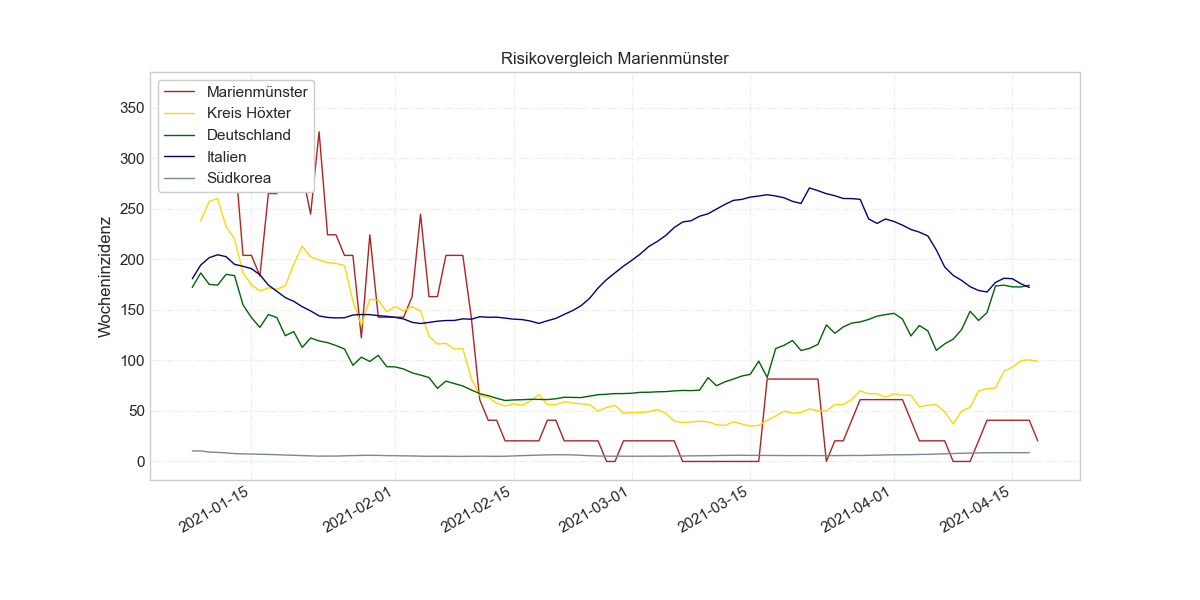 Risikovergleich Marienmünster
Wocheninzidenz
350
300
250
200
150
100
50
0
Marienmünster
Kreis Höxter
Deutschland
Italien
Südkorea
2021-01-15
2021-02-01
2021-02-15
2021-03-01
2021-03-15
2021-04-01
2021-04-15